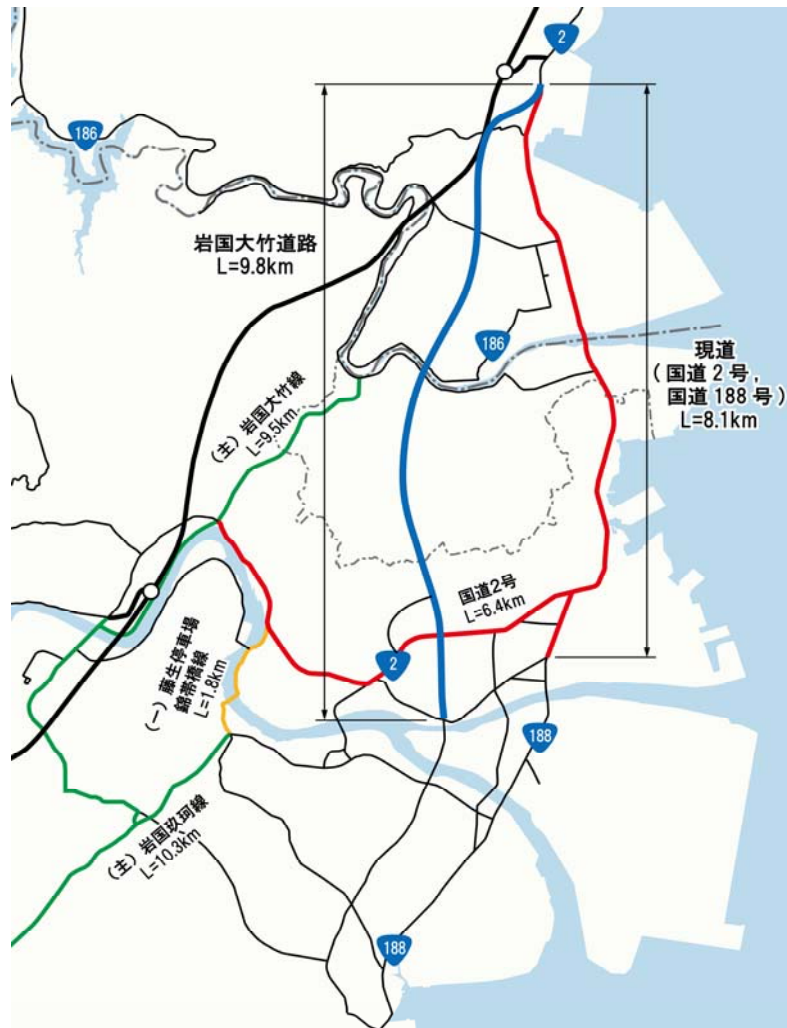 2
186
岩国大竹道路
L=9.8km
186
現道
(国道2号,
国道188号)
L=8.1km
(主)岩国大竹線
L=9.5km
国道2号
L=6.4km
2
(一)藤生停車場
錦帯橋線
L=1.8km
188
(主)岩国玖珂線
L=10.3km
188